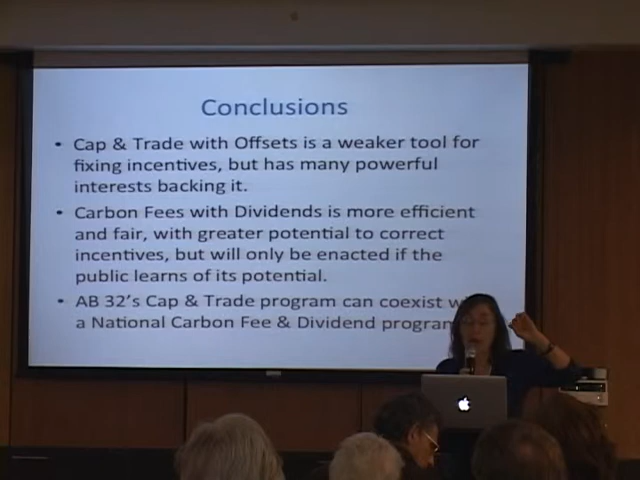 Conclusions
• Cap & Trade with Offsets is a weaker tool for
fixing incentives, but has many powerful
interests backing it.
• Carbon Fees with Dividends is more efficient
and fair, with greater potential to correct
incentives, but will only be enacted if the
public learns of its potential.
• AB 32's Cap & Trade program can coexist
a National Carbon Fee & Dividend